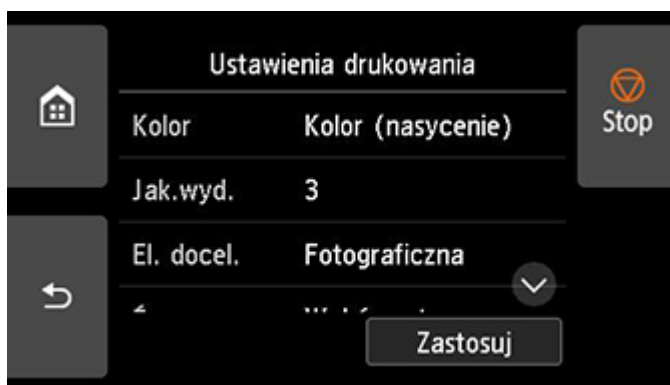 Ustawienia drukowania
Kolor Kolor (nasycenie)
Stop
Jak.wyd. 3
El. docel. Fotograficzna
Zastosuj